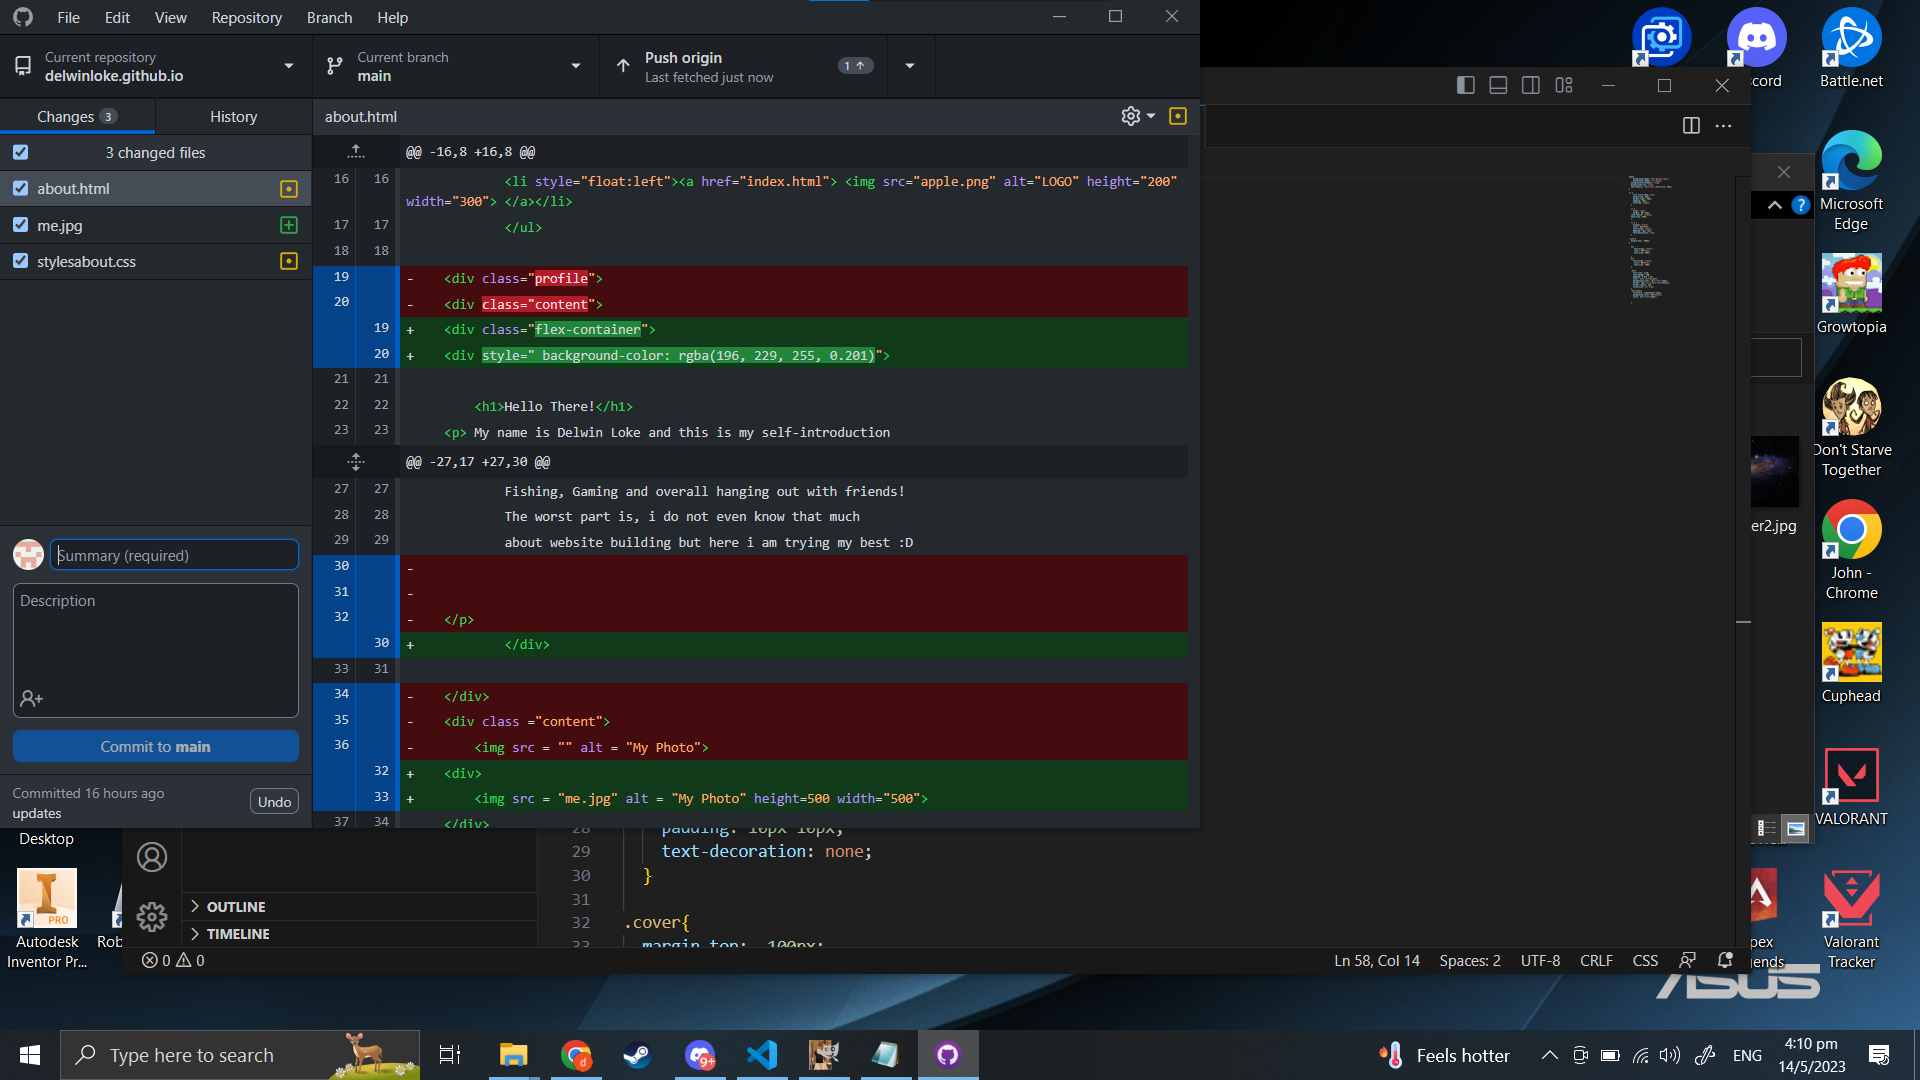 File Edit View Repository Branch Help
Current repository
delwinloke.github.io
Current branch
main
Push origin
Last fetched just now
1
Changes 3
History
about.html
3 changed files
about.html
me.jpg
stylesabout.css
@@ -16,8 +16,8 @@
16 16 <li style="float:left"><a href="index.html"> <img src="apple.png" alt="LOGO" height="200"
width="300"> </a></li>
17 17 </ul>
18 18
19 - <div class="profile">
20 - <div class="content">
19 + <div class="flex-container">
20 + <div style=" background-color: rgba(196, 229, 255, 0.201)">
21 21
22 22 <h1>Hello There!</h1>
23 23 <p> My name is Delwin Loke and this is my self-introduction
@@ -27,17 +27,30 @@
27 27 Fishing, Gaming and overall hanging out with friends!
28 28 The worst part is, i do not even know that much
29 29 about website building but here i am trying my best :D
30 -
31 -
32 - </p>
30 + </div>
33 31
34 - </div>
35 - <div class ="content">
36 - <img src = "" alt = "My Photo">
32 + <div>
33 + <img src = "me.jpg" alt = "My Photo" height=500 width="500">
37 34 </div>
Summary (required)
Description
Commit to main
Committed 16 hours ago
updates
Undo
28 padding: 10px 10px;
29 text-decoration: none;
30 }
31
32 .cover{
33 margin-top: -100px;
OUTLINE
TIMELINE
0 0
Ln 58, Col 14 Spaces: 2 UTF-8 CRLF CSS
Desktop
PRO
Autodesk
Inventor Pr...
Rob
cord
Battle.net
Microsoft
Edge
Growtopia
Don't Starve
Together
er2.jpg
John -
Chrome
Cuphead
VALORANT
pex
ends
Valorant
Tracker
ASUS
Type here to search
9+
Feels hotter
ENG
4:10 pm
14/5/2023